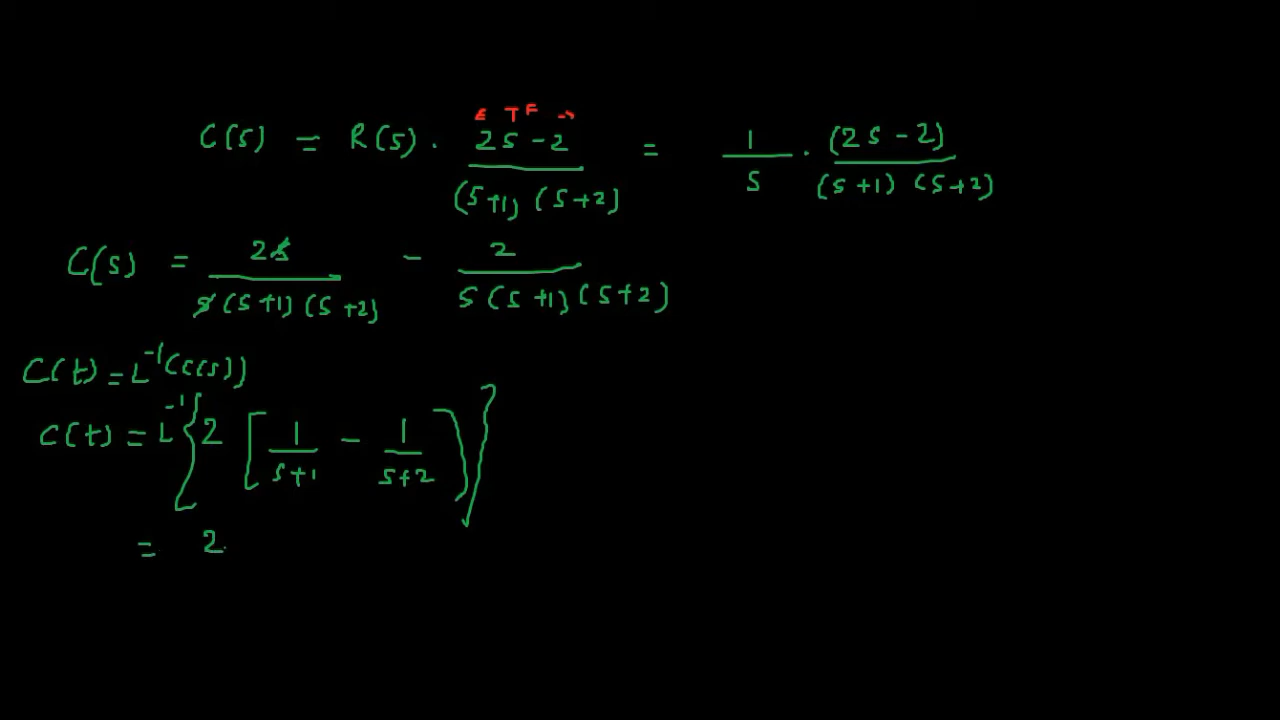 ε TF →
C(s) = R(s) · 2s-2 / (s+1) (s+2) = 1/s · (2s-2) / (s+1) (s+2)
C(s) = 2s / s(s+1)(s+2) - 2 / s(s+1)(s+2)
C(t) = L⁻¹(C(s))
C(t) = L⁻¹{2 [1/s+1 - 1/s+2)}
= 2